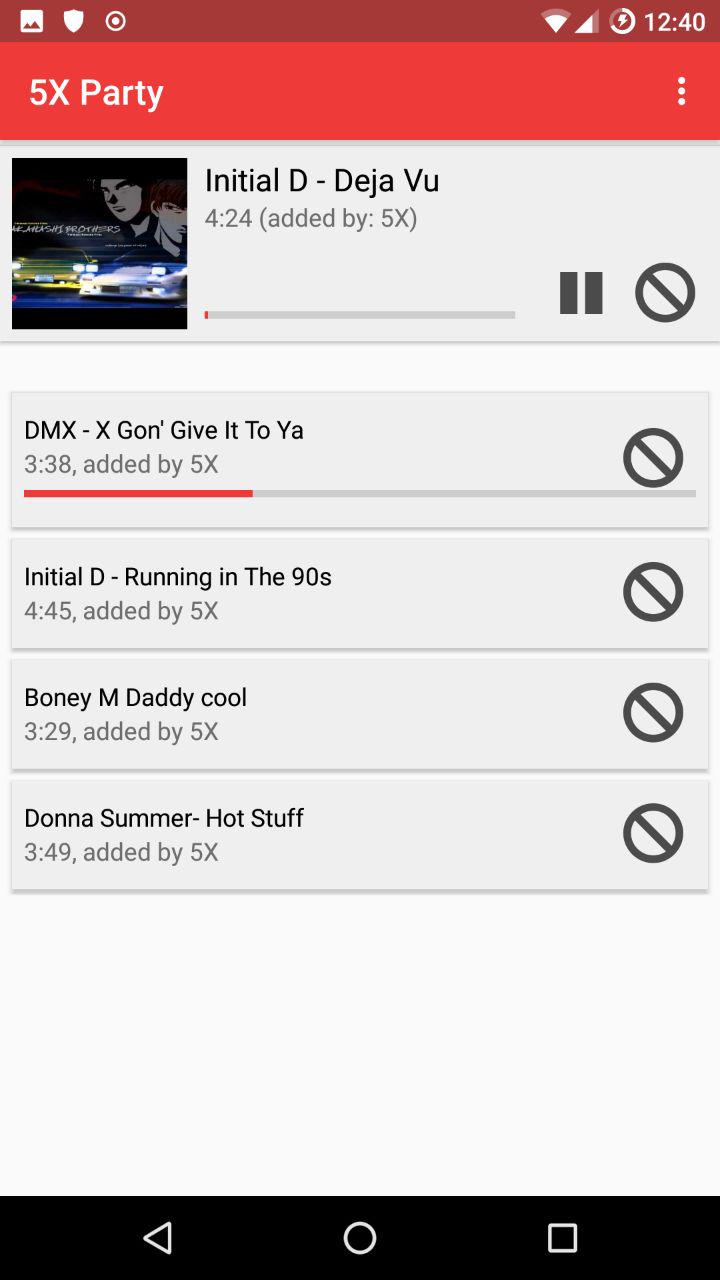 12:40
5X Party
Initial D - Deja Vu
4:24 (added by: 5X)
AKAHASHI BROTHERS
DMX - X Gon' Give It To Ya
3:38, added by 5X
Initial D - Running in The 90s
4:45, added by 5X
Boney M Daddy cool
3:29, added by 5X
Donna Summer- Hot Stuff
3:49, added by 5X